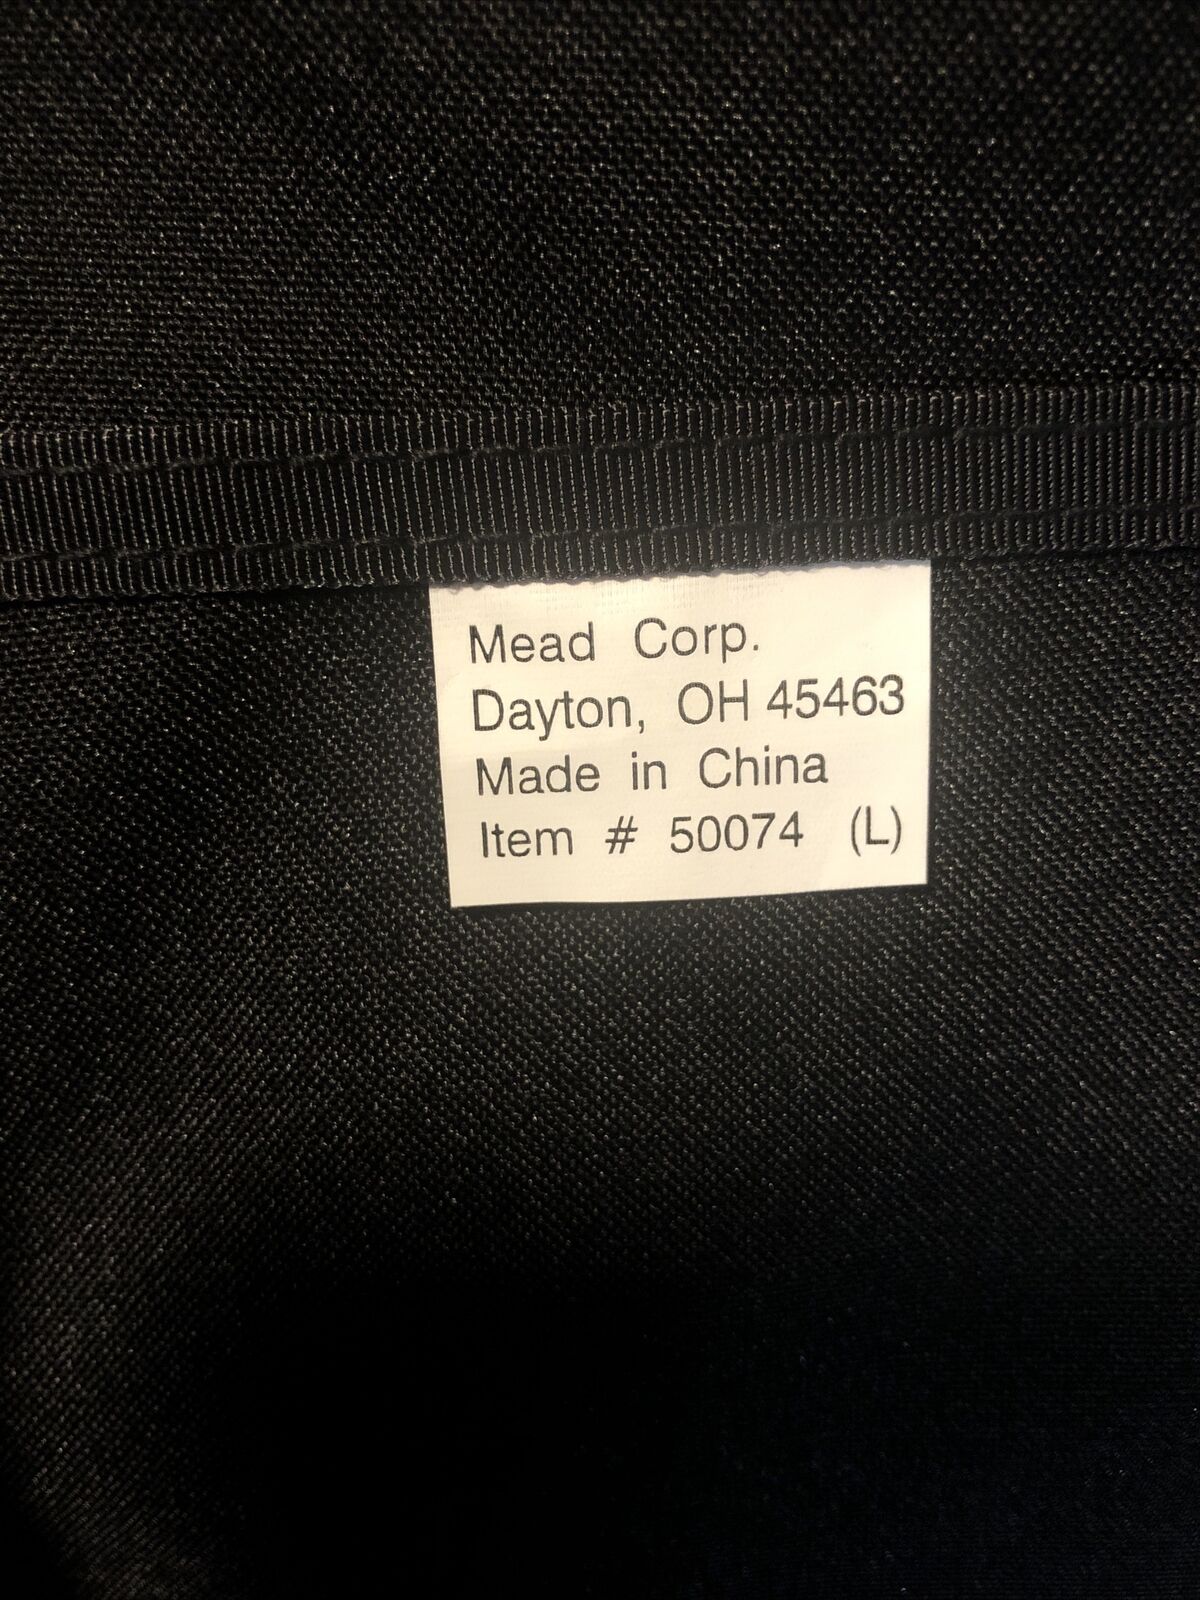 Mead Corp.
Dayton, OH 45463
Made in China
Item # 50074 (L)